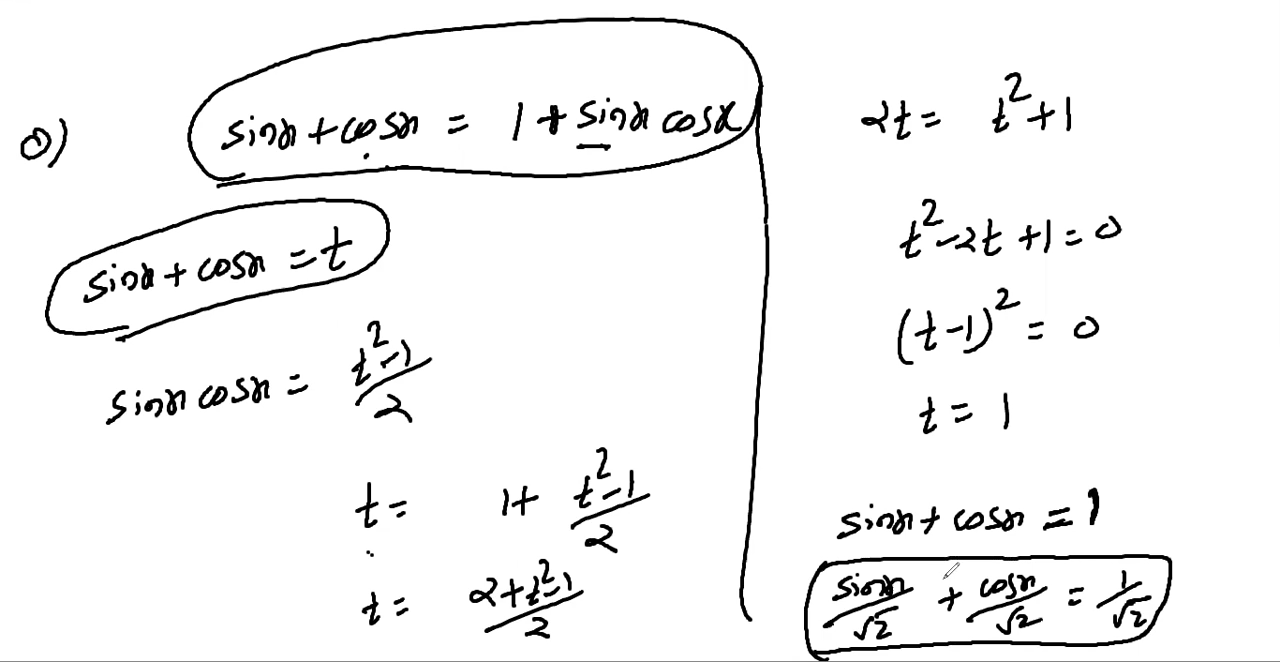 0) sinx + cosx = 1 + sinx cosx
sinx + cosx = t
sinx cosx = (t²-1)/2
t = 1 + (t²-1)/2
t = (2+t²-1)/2
2t = t²+1
t²-2t+1=0
(t-1)² = 0
t = 1
sinx + cosx = 1
sinx/√2 + cosx/√2 = 1/√2